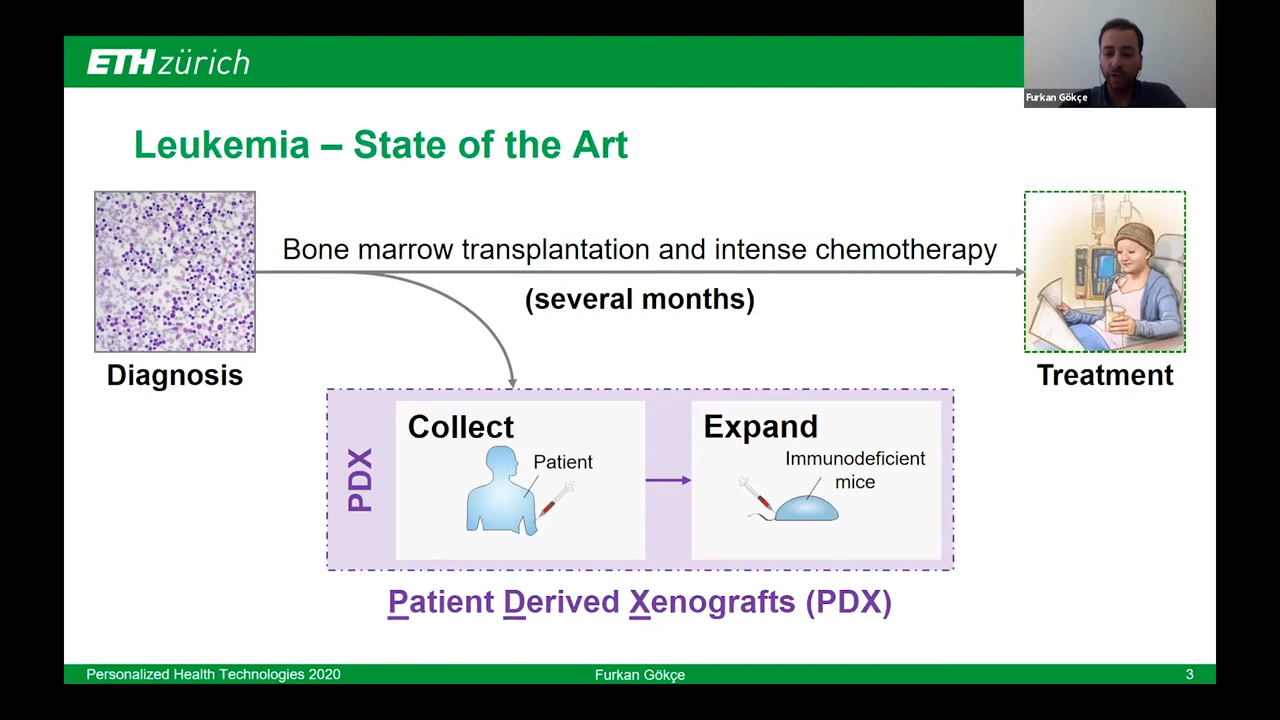 ETH zürich
Furkan Gökçe
Leukemia – State of the Art
Bone marrow transplantation and intense chemotherapy
(several months)
Diagnosis
Treatment
PDX
Collect
Patient
Expand
Immunodeficient
mice
Patient Derived Xenografts (PDX)
Personalized Health Technologies 2020
Furkan Gökçe
3